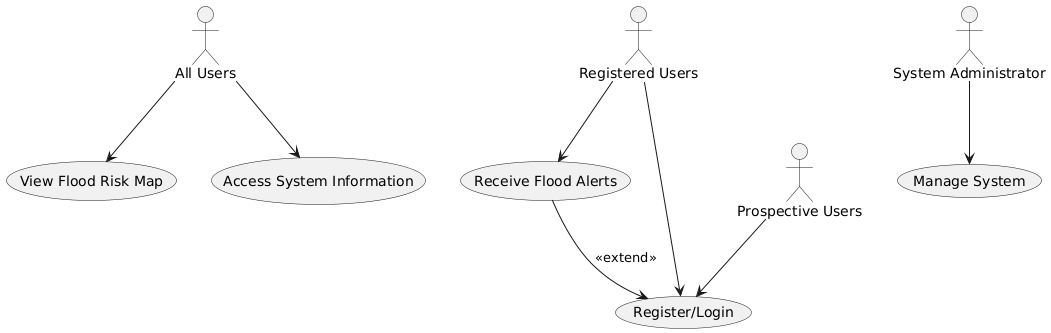 All Users
Registered Users
System Administrator
View Flood Risk Map
Access System Information
Receive Flood Alerts
Manage System
Prospective Users
«extend»
Register/Login